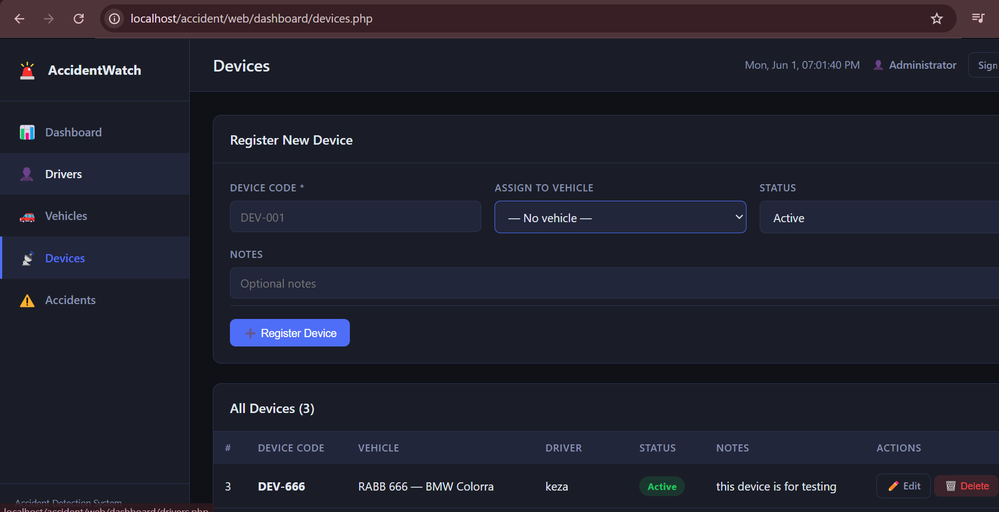 localhost/accident/web/dashboard/devices.php
AccidentWatch
Devices
Mon, Jun 1, 07:01:40 PM
Administrator
Sign
Dashboard
Drivers
Vehicles
Devices
Accidents
Register New Device
DEVICE CODE *
ASSIGN TO VEHICLE
STATUS
DEV-001
— No vehicle —
Active
NOTES
Optional notes
Register Device
All Devices (3)
# DEVICE CODE VEHICLE DRIVER STATUS NOTES ACTIONS
3 DEV-666 RABB 666 — BMW Colorra keza Active this device is for testing Edit Delete
Accident Detection System
localhost/accident/web/dashboard/drivers.php